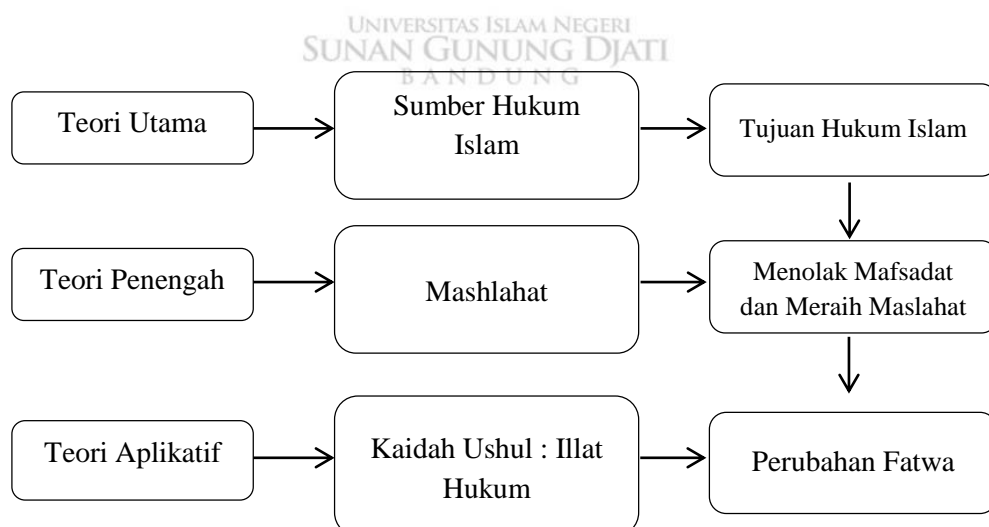 UNIVERSITAS ISLAM NEGERI
SUNAN GUNUNG DJATI
BANDUNG
Teori Utama
Sumber Hukum
Islam
Tujuan Hukum Islam
Teori Penengah
Mashlahat
Menolak Mafsadat
dan Meraih Maslahat
Teori Aplikatif
Kaidah Ushul : Illat
Hukum
Perubahan Fatwa